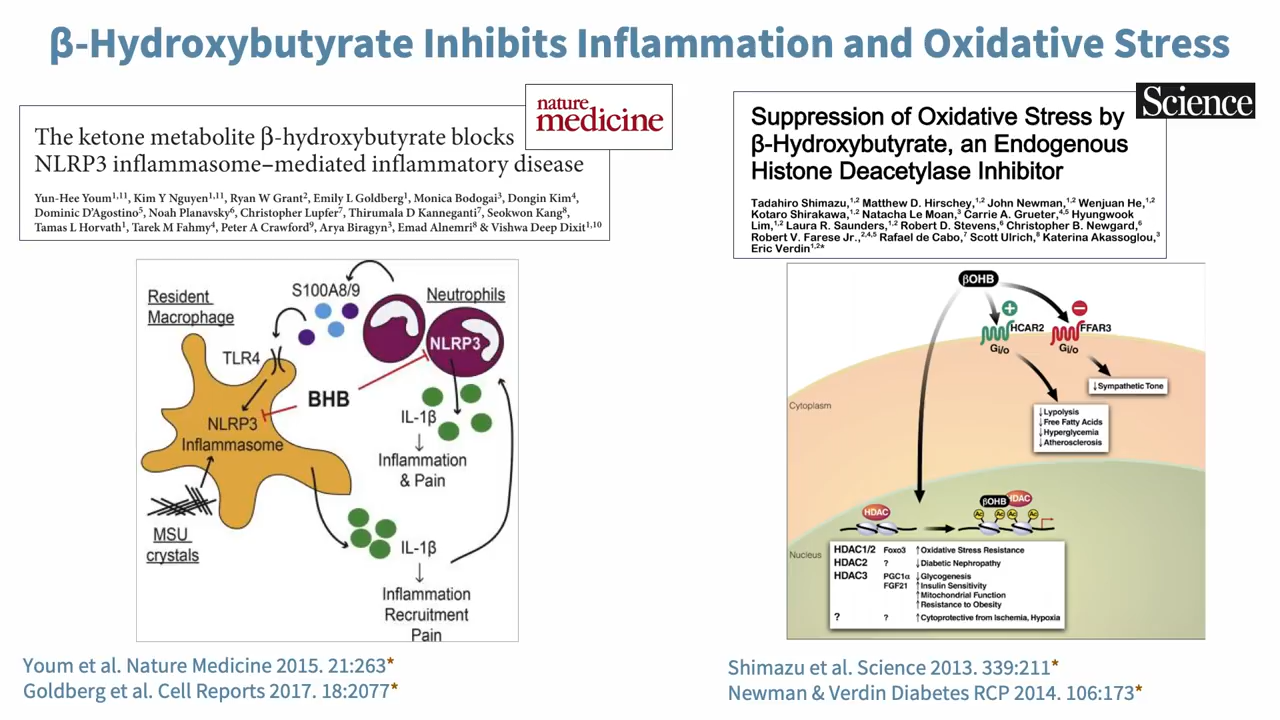 β-Hydroxybutyrate Inhibits Inflammation and Oxidative Stress
nature
medicine
The ketone metabolite β-hydroxybutyrate blocks
NLRP3 inflammasome–mediated inflammatory disease
Yun-Hee Youm1,11, Kim Y Nguyen1,11, Ryan W Grant2, Emily L Goldberg1, Monica Bodogai3, Dongin Kim4,
Dominic D'Agostino5, Noah Planavsky6, Christopher Lupfer7, Thirumala D Kanneganti7, Seokwon Kang8,
Tamas L Horvath1, Tarek M Fahmy4, Peter A Crawford9, Arya Biragyn3, Emad Alnemri8 & Vishwa Deep Dixit1,10
Resident
Macrophage
S100A8/9
Neutrophils
TLR4
NLRP3
BHB
NLRP3
Inflammasome
IL-1β
Inflammation
& Pain
MSU
crystals
IL-1β
Inflammation
Recruitment
Pain
Youm et al. Nature Medicine 2015. 21:263*
Goldberg et al. Cell Reports 2017. 18:2077*
Science
Suppression of Oxidative Stress by
β-Hydroxybutyrate, an Endogenous
Histone Deacetylase Inhibitor
Tadahiro Shimazu,1,2 Matthew D. Hirschey,1,2 John Newman,1,2 Wenjuan He,1,2
Kotaro Shirakawa,1,2 Natacha Le Moan,3 Carrie A. Grueter,4,5 Hyungwook
Lim,1,2 Laura R. Saunders,1,2 Robert D. Stevens,6 Christopher B. Newgard,6
Robert V. Farese Jr.,2,4,5 Rafael de Cabo,7 Scott Ulrich,8 Katerina Akassoglou,3
Eric Verdin1,2*
βOHB
+
−
HCAR2
FFAR3
Gi/o
Gi/o
↓Sympathetic Tone
Cytoplasm
↓Lypolysis
↓Free Fatty Acids
↓Hyperglycemia
↓Atherosclerosis
HDAC
βOHB HDAC
Ac Ac Ac Ac
Nucleus
HDAC1/2 Foxo3 ↑Oxidative Stress Resistance
HDAC2 ? ↓Diabetic Nephropathy
HDAC3 PGC1α ↓Glycogenesis
FGF21 ↑Insulin Sensitivity
↑Mitochondrial Function
↑Resistance to Obesity
? ? ↑Cytoprotective from Ischemia, Hypoxia
Shimazu et al. Science 2013. 339:211*
Newman & Verdin Diabetes RCP 2014. 106:173*